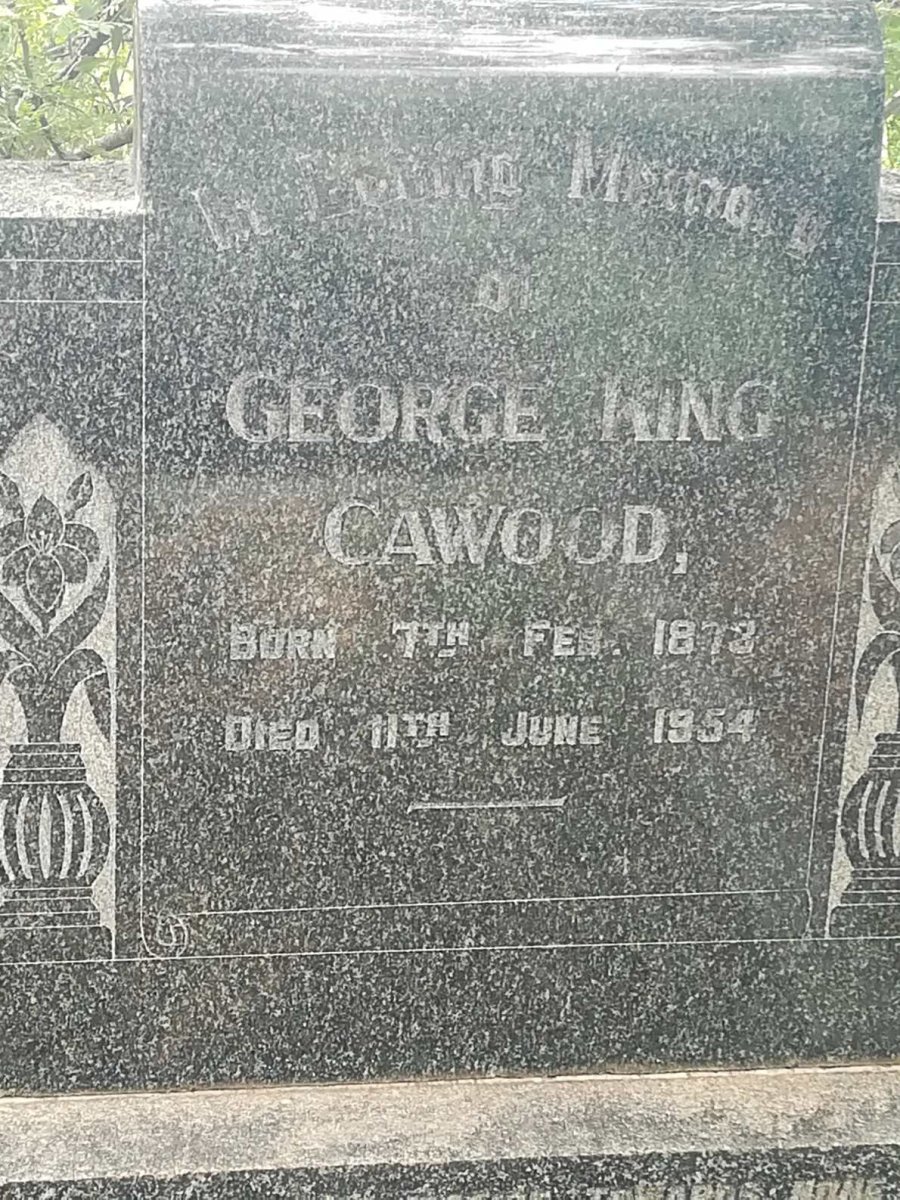 In Loving Memory
of
GEORGE KING
CAWOOD,
BORN 7TH FEB. 1873
DIED 11TH JUNE 1954